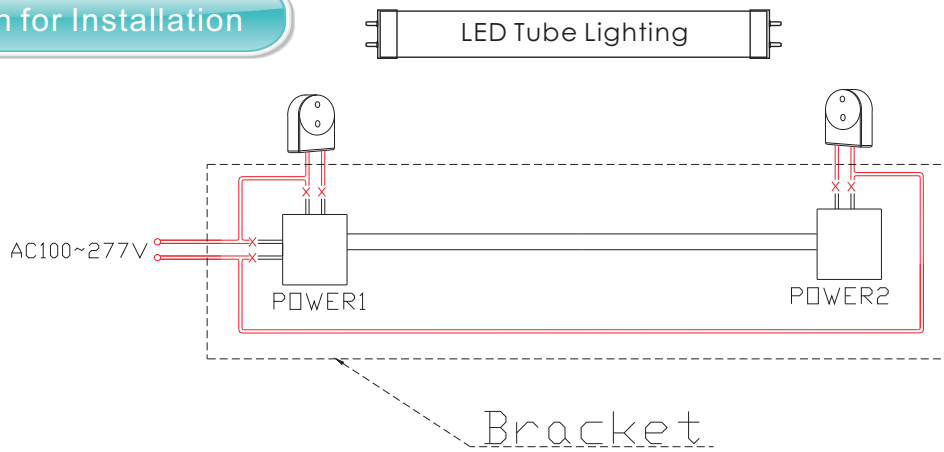 for Installation
LED Tube Lighting
AC100~277V
POWER1
POWER2
Bracket